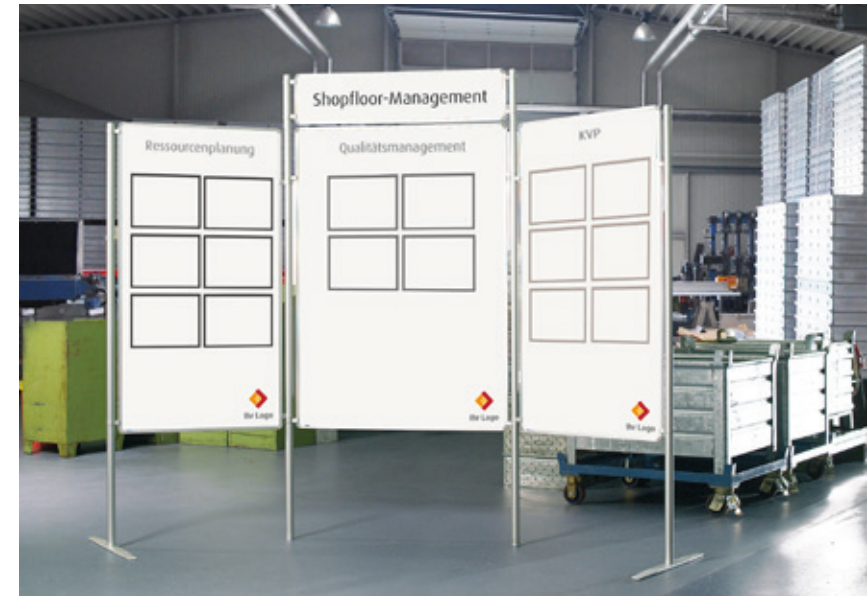 Shopfloor-Management
Ressourcenplanung
Qualitätsmanagement
KVP
Ihr Logo
Ihr Logo
Ihr Logo